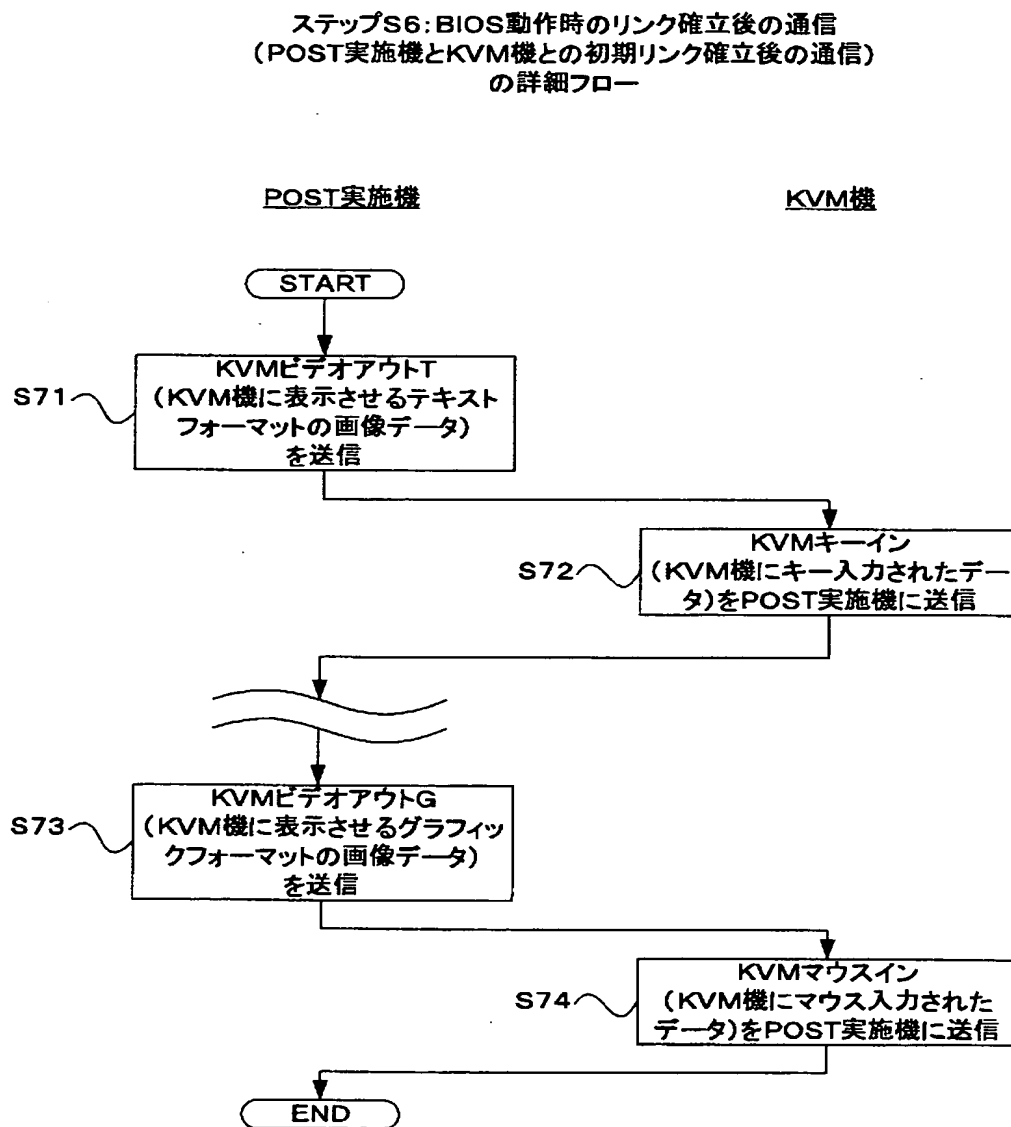 ステップS6:BIOS動作時のリンク確立後の通信
(POST実施機とKVM機との初期リンク確立後の通信)
の詳細フロー
POST実施機
KVM機
START
S71
KVMビデオアウトT
(KVM機に表示させるテキスト
フォーマットの画像データ)
を送信
S72
KVMキーイン
(KVM機にキー入力されたデー
タ)をPOST実施機に送信
S73
KVMビデオアウトG
(KVM機に表示させるグラフィッ
クフォーマットの画像データ)
を送信
S74
KVMマウスイン
(KVM機にマウス入力された
データ)をPOST実施機に送信
END